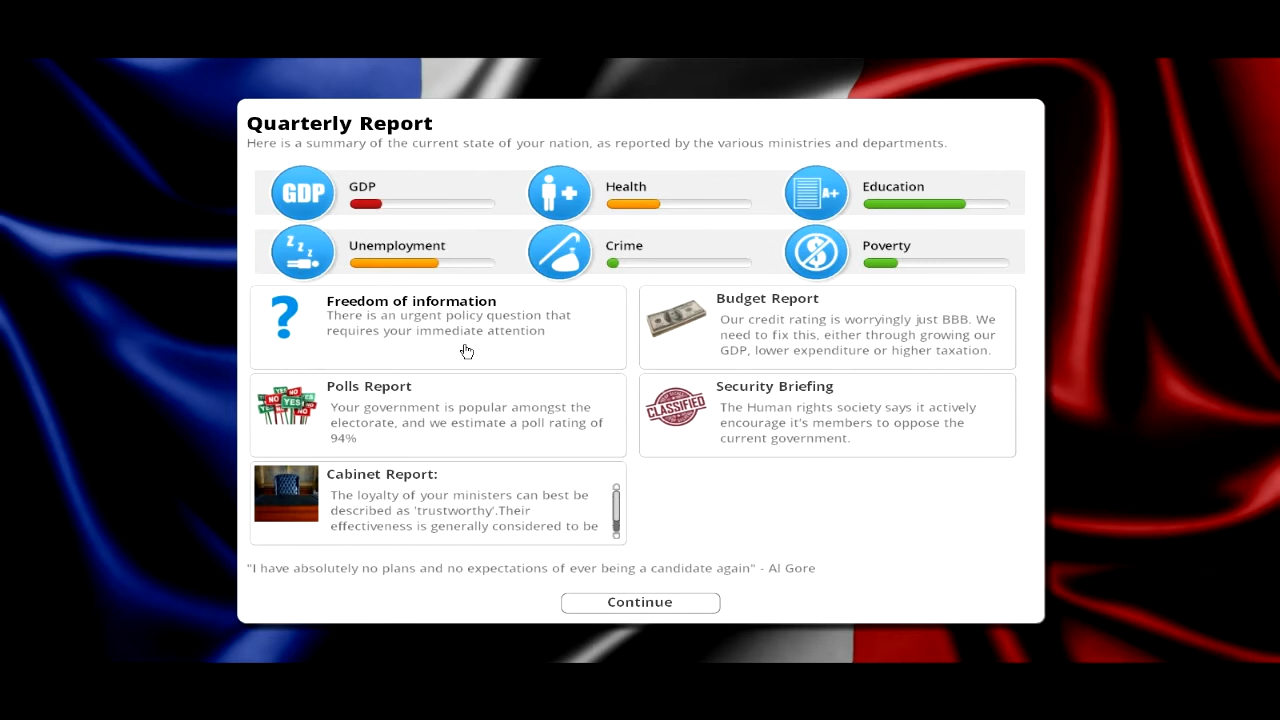 Quarterly Report
Here is a summary of the current state of your nation, as reported by the various ministries and departments.
GDP
GDP
Health
A+
Education
Z Z Z
Unemployment
Crime
$
Poverty
Freedom of information
There is an urgent policy question that
requires your immediate attention
?
Budget Report
Our credit rating is worryingly just BBB. We
need to fix this, either through growing our
GDP, lower expenditure or higher taxation.
Polls Report
Your government is popular amongst the
electorate, and we estimate a poll rating of
94%
YES NO
NO YES
NO
Security Briefing
The Human rights society says it actively
encourage it's members to oppose the
current government.
CLASSIFIED
Cabinet Report:
The loyalty of your ministers can best be
described as 'trustworthy'.Their
effectiveness is generally considered to be
"I have absolutely no plans and no expectations of ever being a candidate again" - Al Gore
Continue